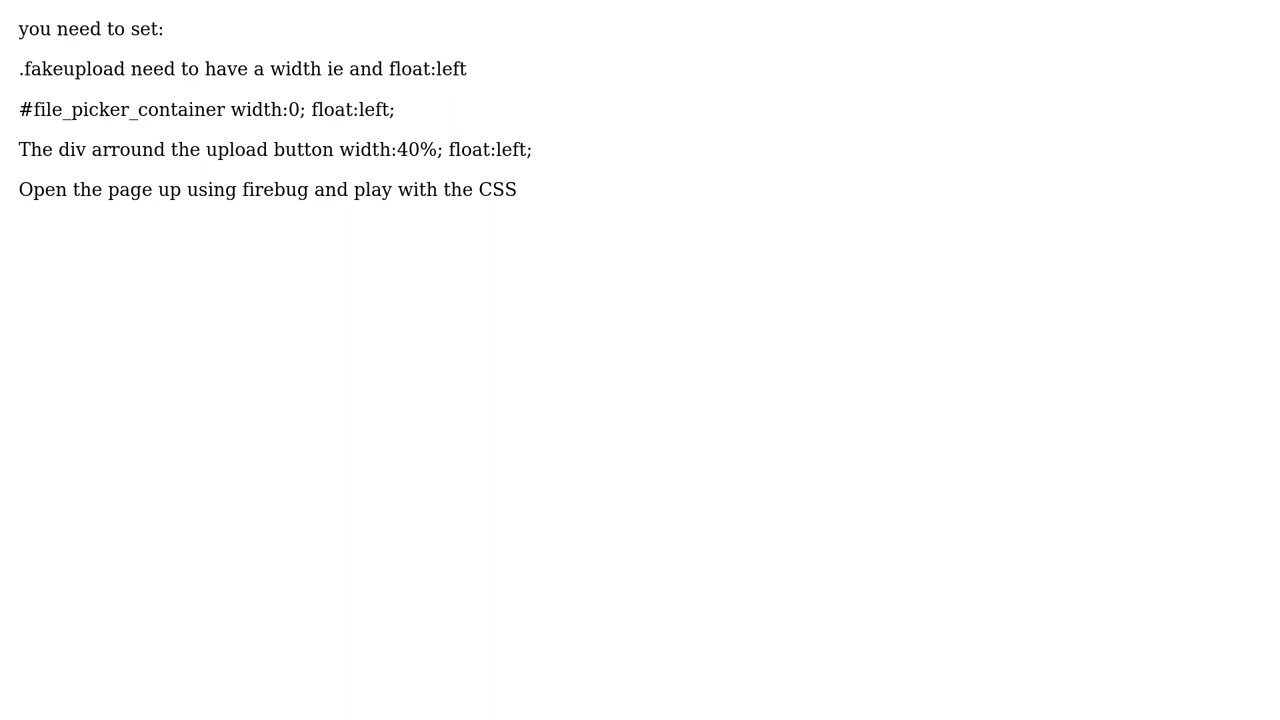 you need to set:
.fakeupload need to have a width ie and float:left
#file_picker_container width:0; float:left;
The div arround the upload button width:40%; float:left;
Open the page up using firebug and play with the CSS